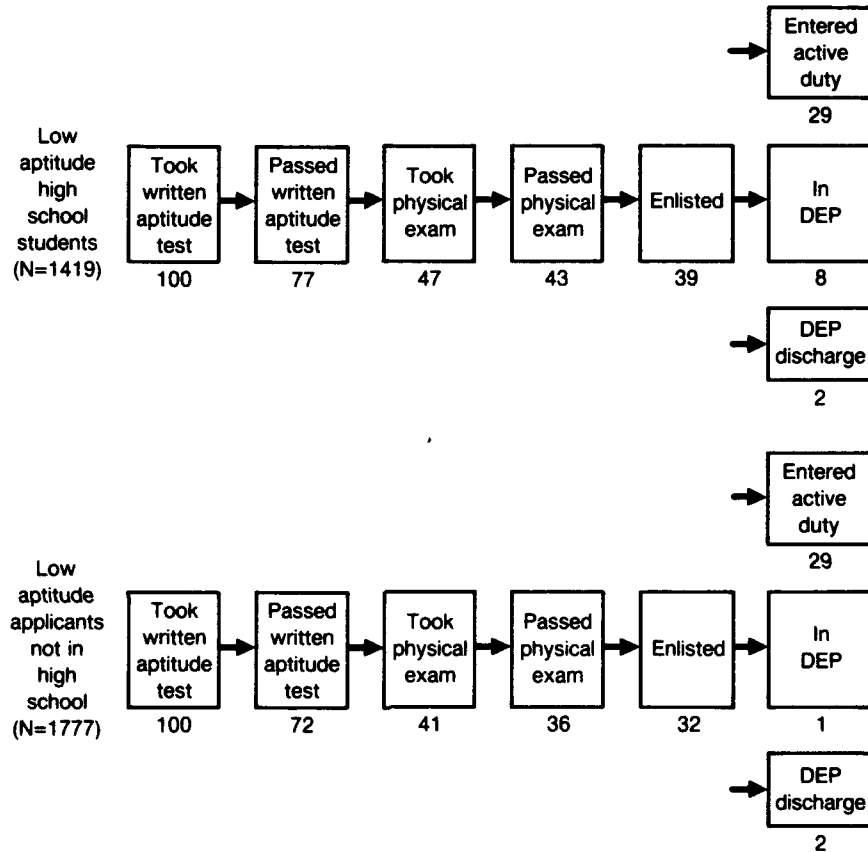 Entered
active
duty
29
Low
aptitude
high
school
students
(N=1419)
Took
written
aptitude
test
100
Passed
written
aptitude
test
77
Took
physical
exam
47
Passed
physical
exam
43
Enlisted
39
In
DEP
8
DEP
discharge
2
Entered
active
duty
29
Low
aptitude
applicants
not in
high
school
(N=1777)
Took
written
aptitude
test
100
Passed
written
aptitude
test
72
Took
physical
exam
41
Passed
physical
exam
36
Enlisted
32
In
DEP
1
DEP
discharge
2